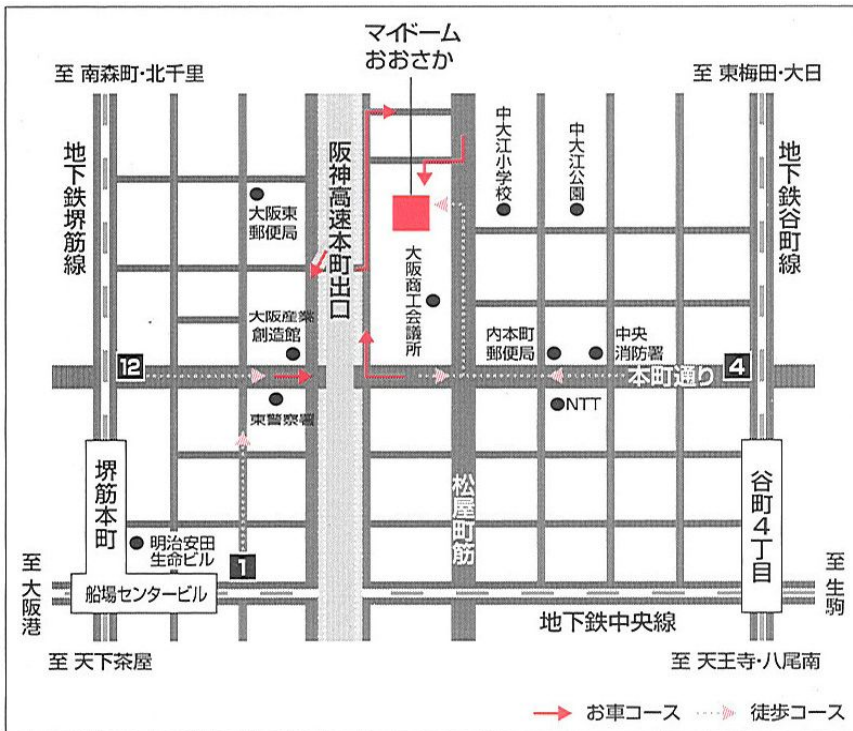 マイドーム
おおさか
至 南森町・北千里
至 東梅田・大日
地下鉄堺筋線
大阪東
郵便局
阪神高速本町出口
中大江小学校
中大江公園
地下鉄谷町線
大阪産業
創造館
大阪商工会議所
内本町
郵便局
中央
消防署
12
本町通り
4
東警察署
NTT
堺筋本町
松屋町筋
谷町4丁目
明治安田
生命ビル
1
至 大阪港
船場センタービル
至 生駒
地下鉄中央線
至 天下茶屋
至 天王寺・八尾南
お車コース
徒歩コース